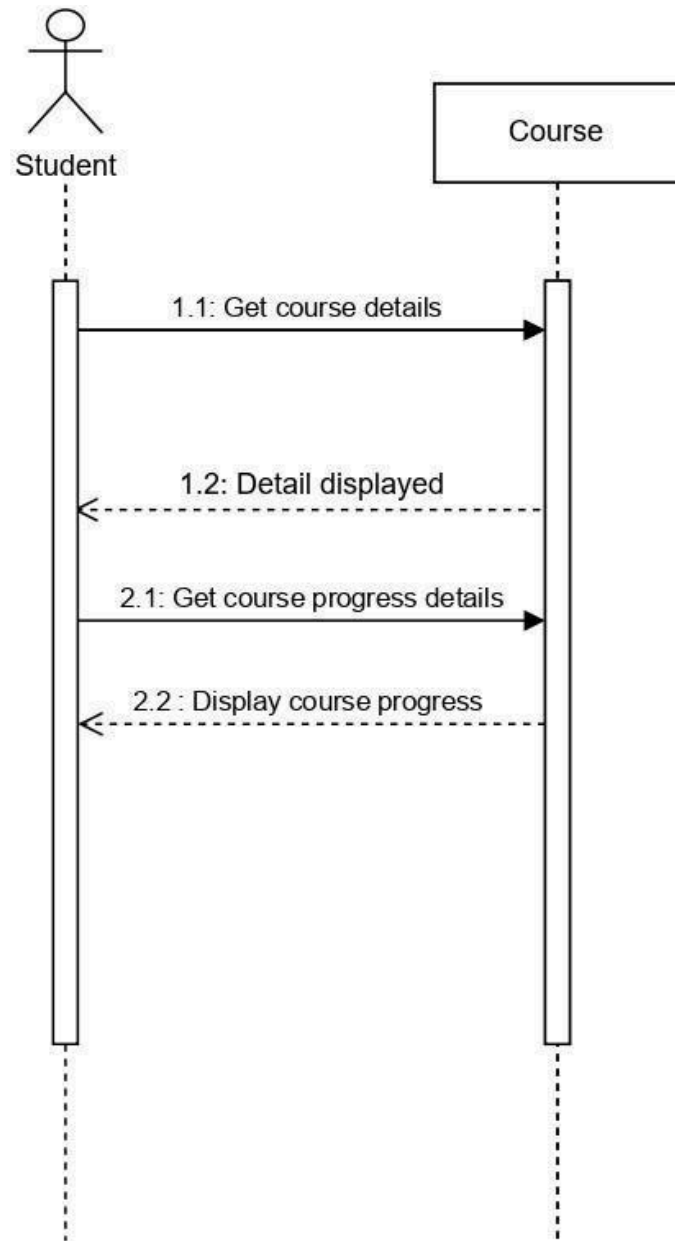 Student
Course
1.1: Get course details
1.2: Detail displayed
2.1: Get course progress details
2.2 : Display course progress